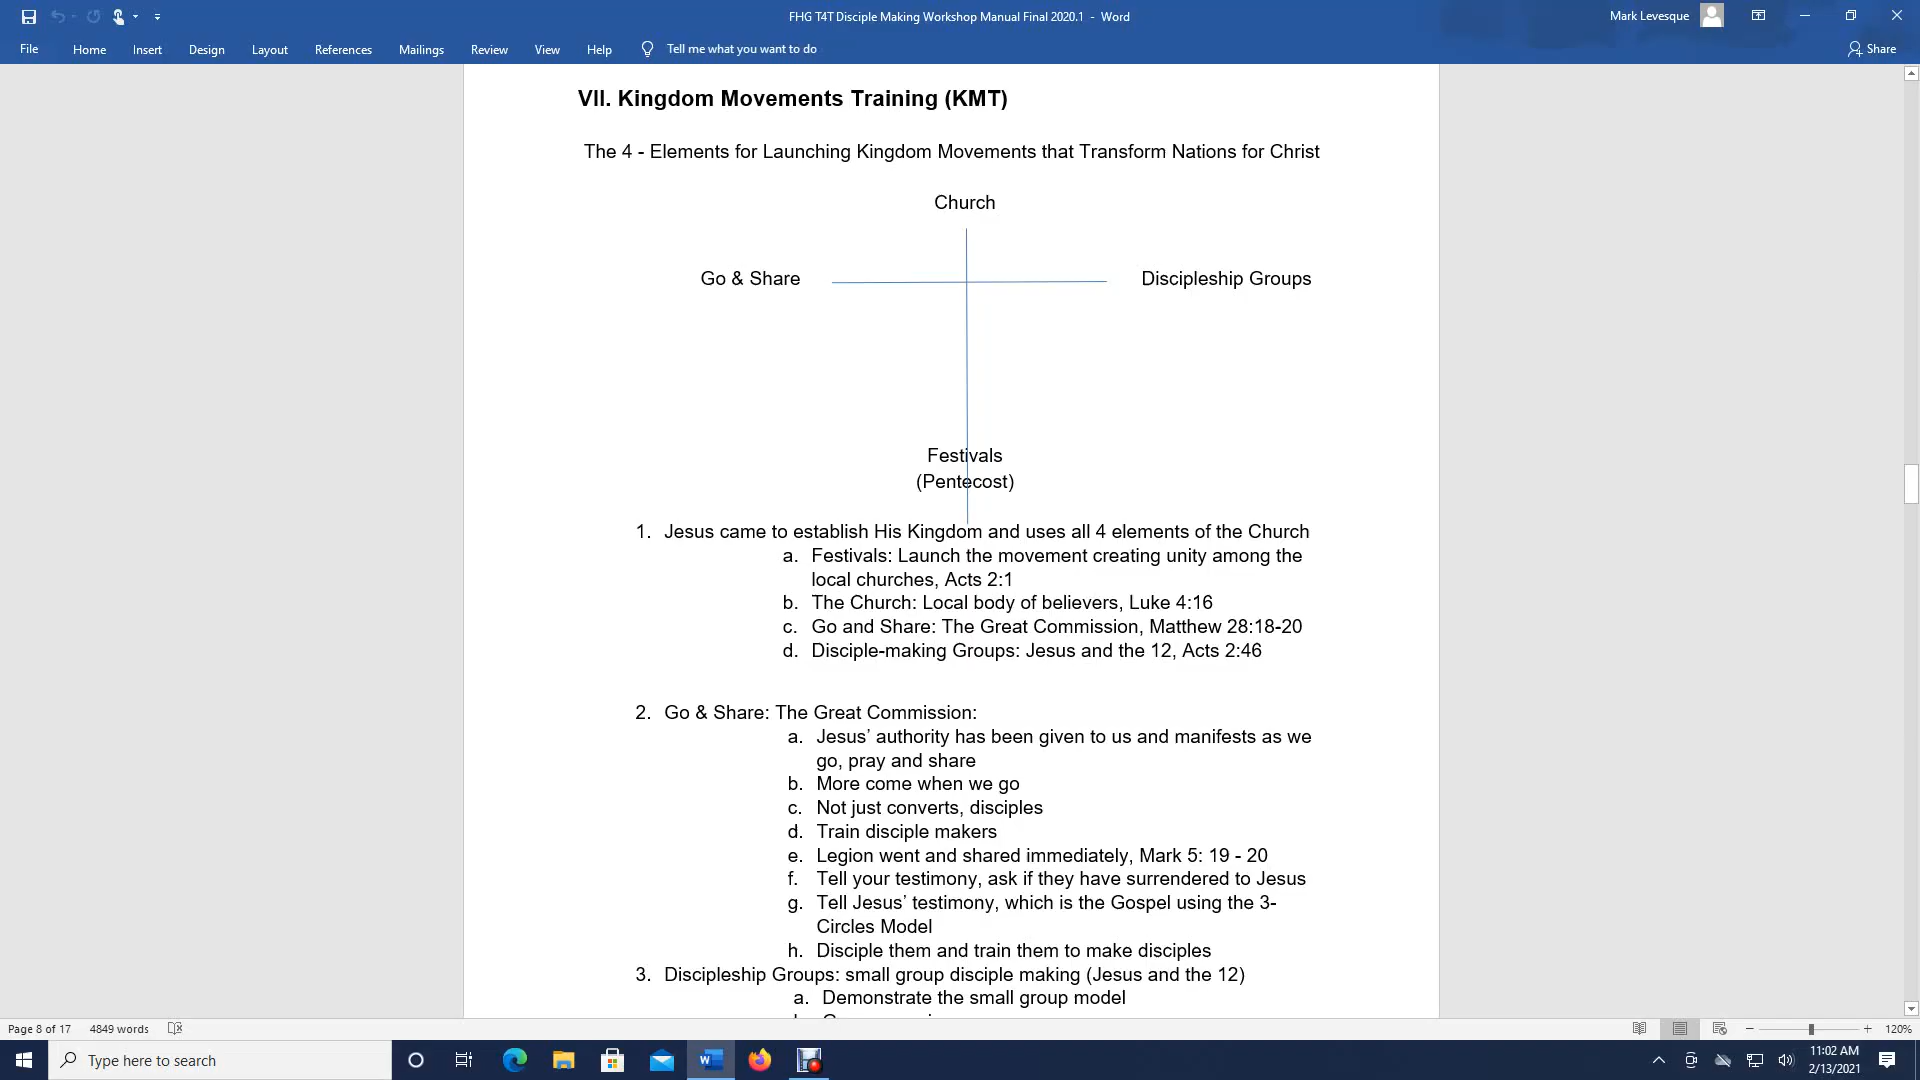 FHG T4T Disciple Making Workshop Manual Final 2020.1 - Word
Mark Levesque
File Home Insert Design Layout References Mailings Review View Help Tell me what you want to do
Share
VII. Kingdom Movements Training (KMT)
The 4 - Elements for Launching Kingdom Movements that Transform Nations for Christ
Church
Go & Share
Discipleship Groups
Festivals
(Pentecost)
1. Jesus came to establish His Kingdom and uses all 4 elements of the Church
a. Festivals: Launch the movement creating unity among the
local churches, Acts 2:1
b. The Church: Local body of believers, Luke 4:16
c. Go and Share: The Great Commission, Matthew 28:18-20
d. Disciple-making Groups: Jesus and the 12, Acts 2:46
2. Go & Share: The Great Commission:
a. Jesus’ authority has been given to us and manifests as we
go, pray and share
b. More come when we go
c. Not just converts, disciples
d. Train disciple makers
e. Legion went and shared immediately, Mark 5: 19 - 20
f. Tell your testimony, ask if they have surrendered to Jesus
g. Tell Jesus’ testimony, which is the Gospel using the 3-
Circles Model
h. Disciple them and train them to make disciples
3. Discipleship Groups: small group disciple making (Jesus and the 12)
a. Demonstrate the small group model
Page 8 of 17 4849 words
120%
Type here to search
11:02 AM
2/13/2021